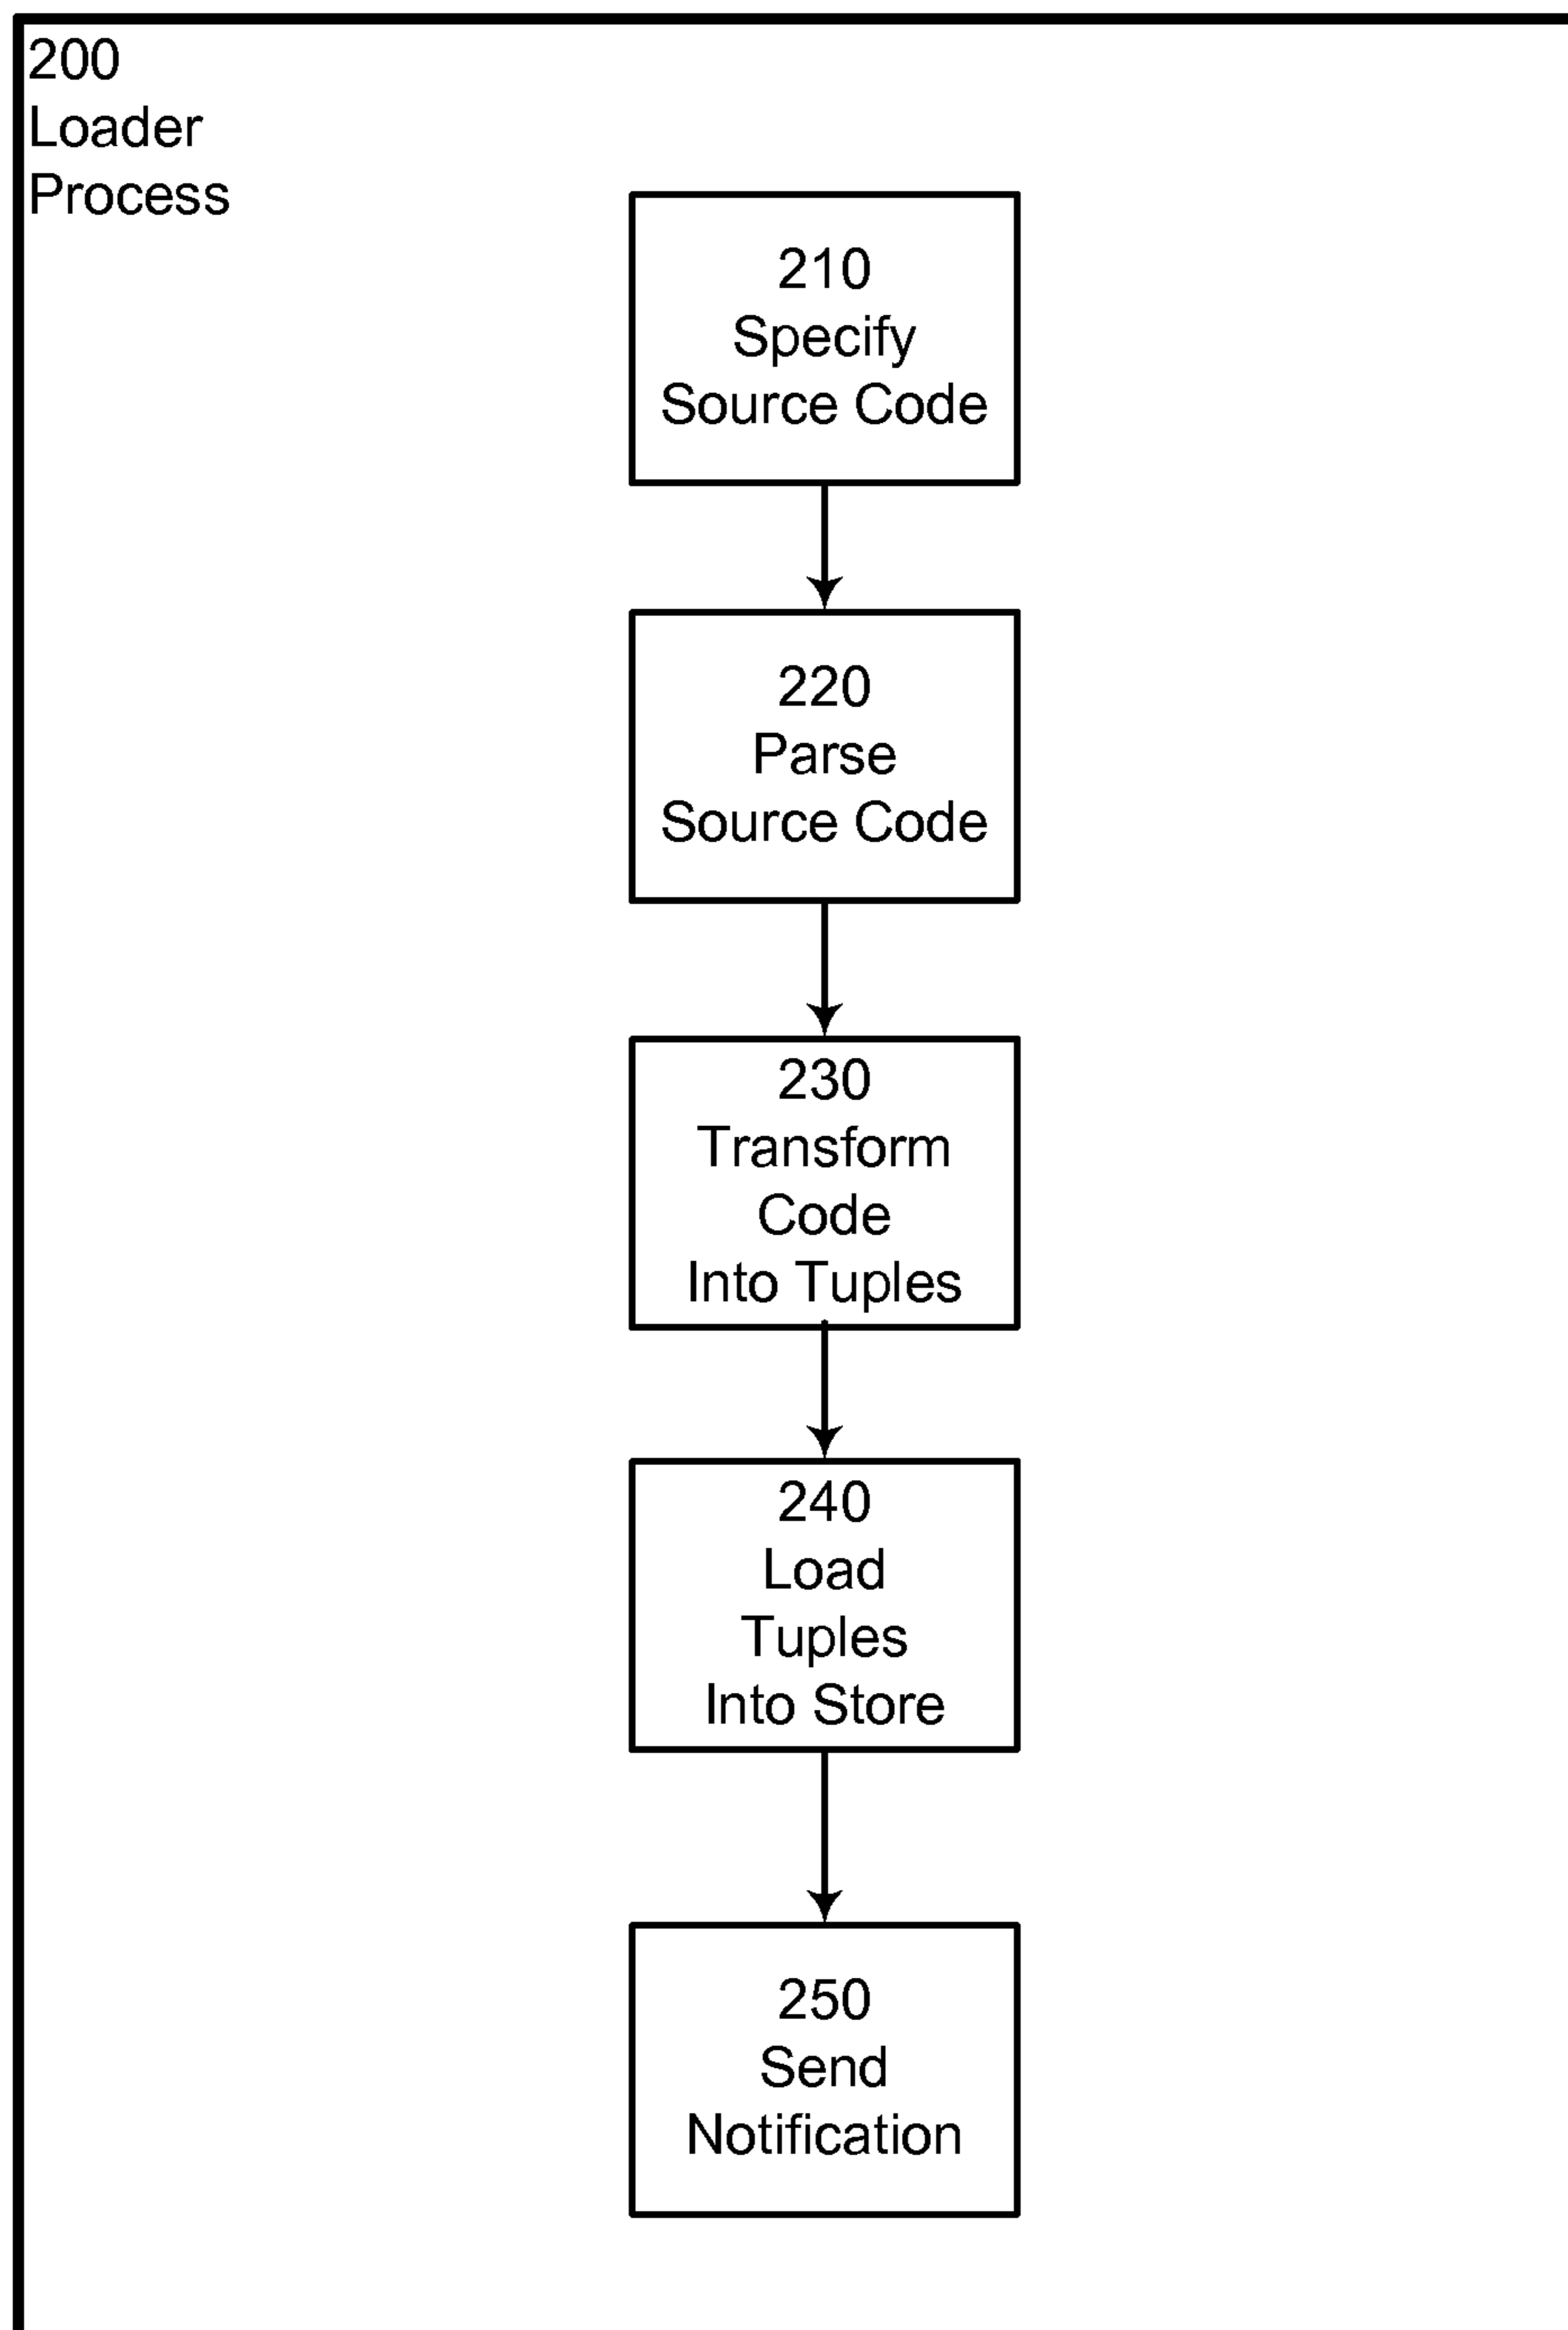 200
Loader
Process
210
Specify
Source Code
220
Parse
Source Code
230
Transform
Code
Into Tuples
240
Load
Tuples
Into Store
250
Send
Notification